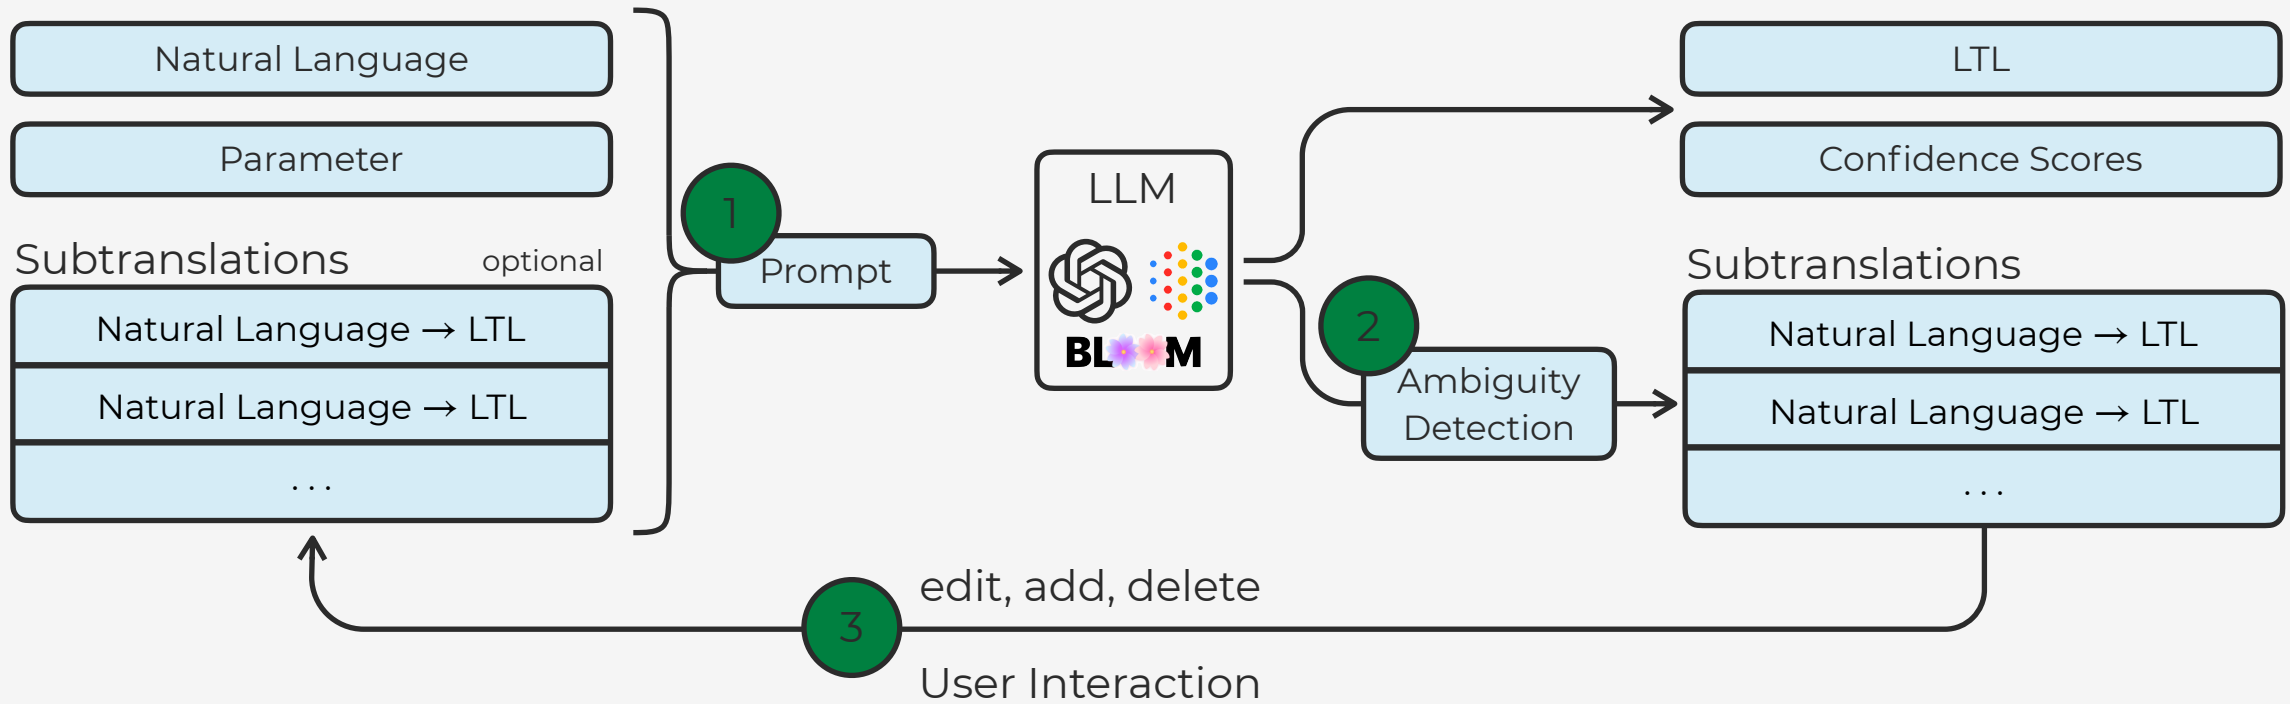 Natural Language
Parameter
Subtranslations optional
Natural Language → LTL
Natural Language → LTL
...
1
Prompt
LLM
BLOOM
2
Ambiguity
Detection
LTL
Confidence Scores
Subtranslations
Natural Language → LTL
Natural Language → LTL
...
edit, add, delete
3
User Interaction